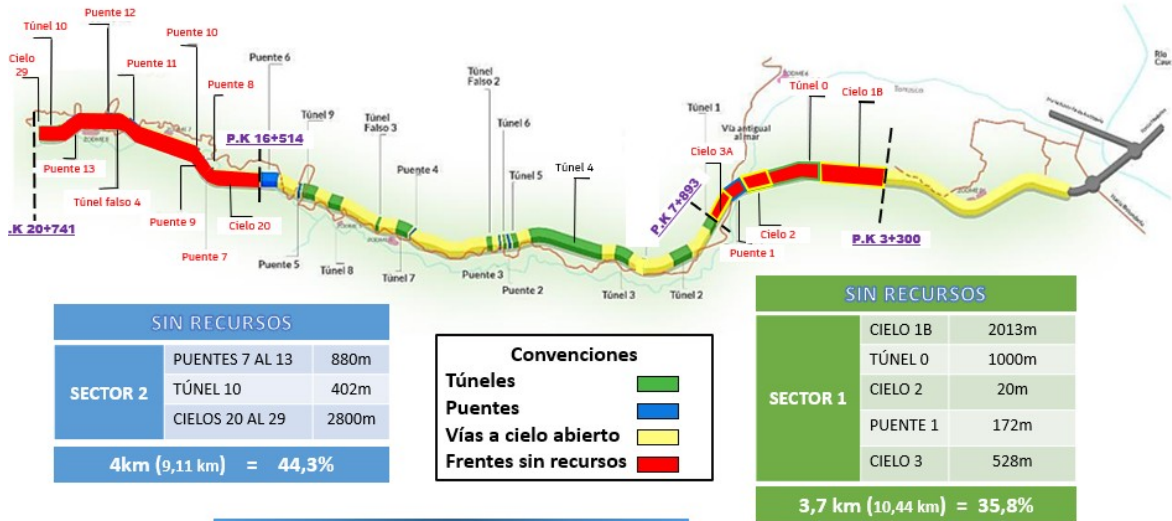 Puente 12
Túnel 10
Puente 10
Cielo 29
Puente 11
Puente 8
Puente 6
P.K 16+514
Túnel 9
Túnel Falso 3
Puente 4
Túnel Falso 2
Túnel 6
Túnel 5
Túnel 4
Túnel 1
Vía antigual al mar
Cielo 3A
Túnel 0
Cielo 1B
Puente 13
Túnel falso 4
Puente 9
Cielo 20
Puente 7
.K 20+741
Puente 5
Túnel 8
Túnel 7
Puente 3
Puente 2
Túnel 3
Túnel 2
P.K 7+893
Puente 1
Cielo 2
P.K 3+300
SIN RECURSOS
SECTOR 2
PUENTES 7 AL 13 880m
TÚNEL 10 402m
CIELOS 20 AL 29 2800m
4km (9,11 km) = 44,3%
Convenciones
Túneles
Puentes
Vías a cielo abierto
Frentes sin recursos
SIN RECURSOS
SECTOR 1
CIELO 1B 2013m
TÚNEL 0 1000m
CIELO 2 20m
PUENTE 1 172m
CIELO 3 528m
3,7 km (10,44 km) = 35,8%